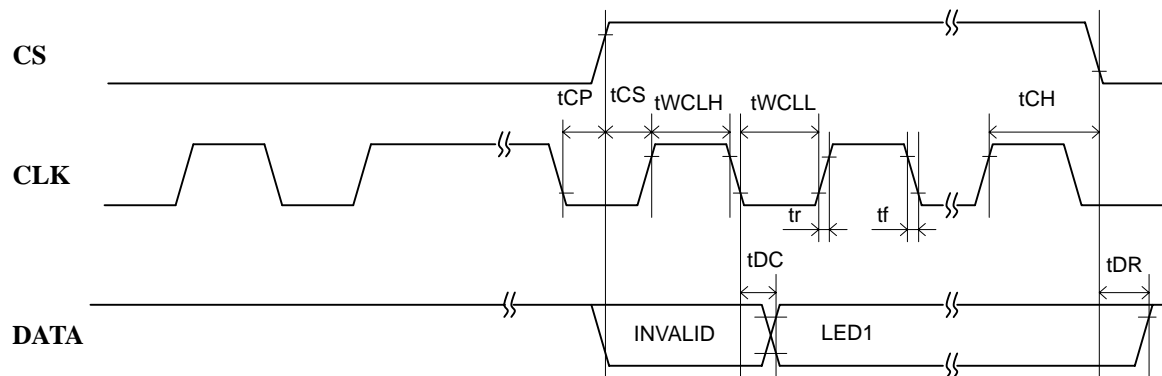 CS
tCP tCS tWCLH tWCLL tCH
CLK
tr tf
tDC tDR
DATA INVALID LED1